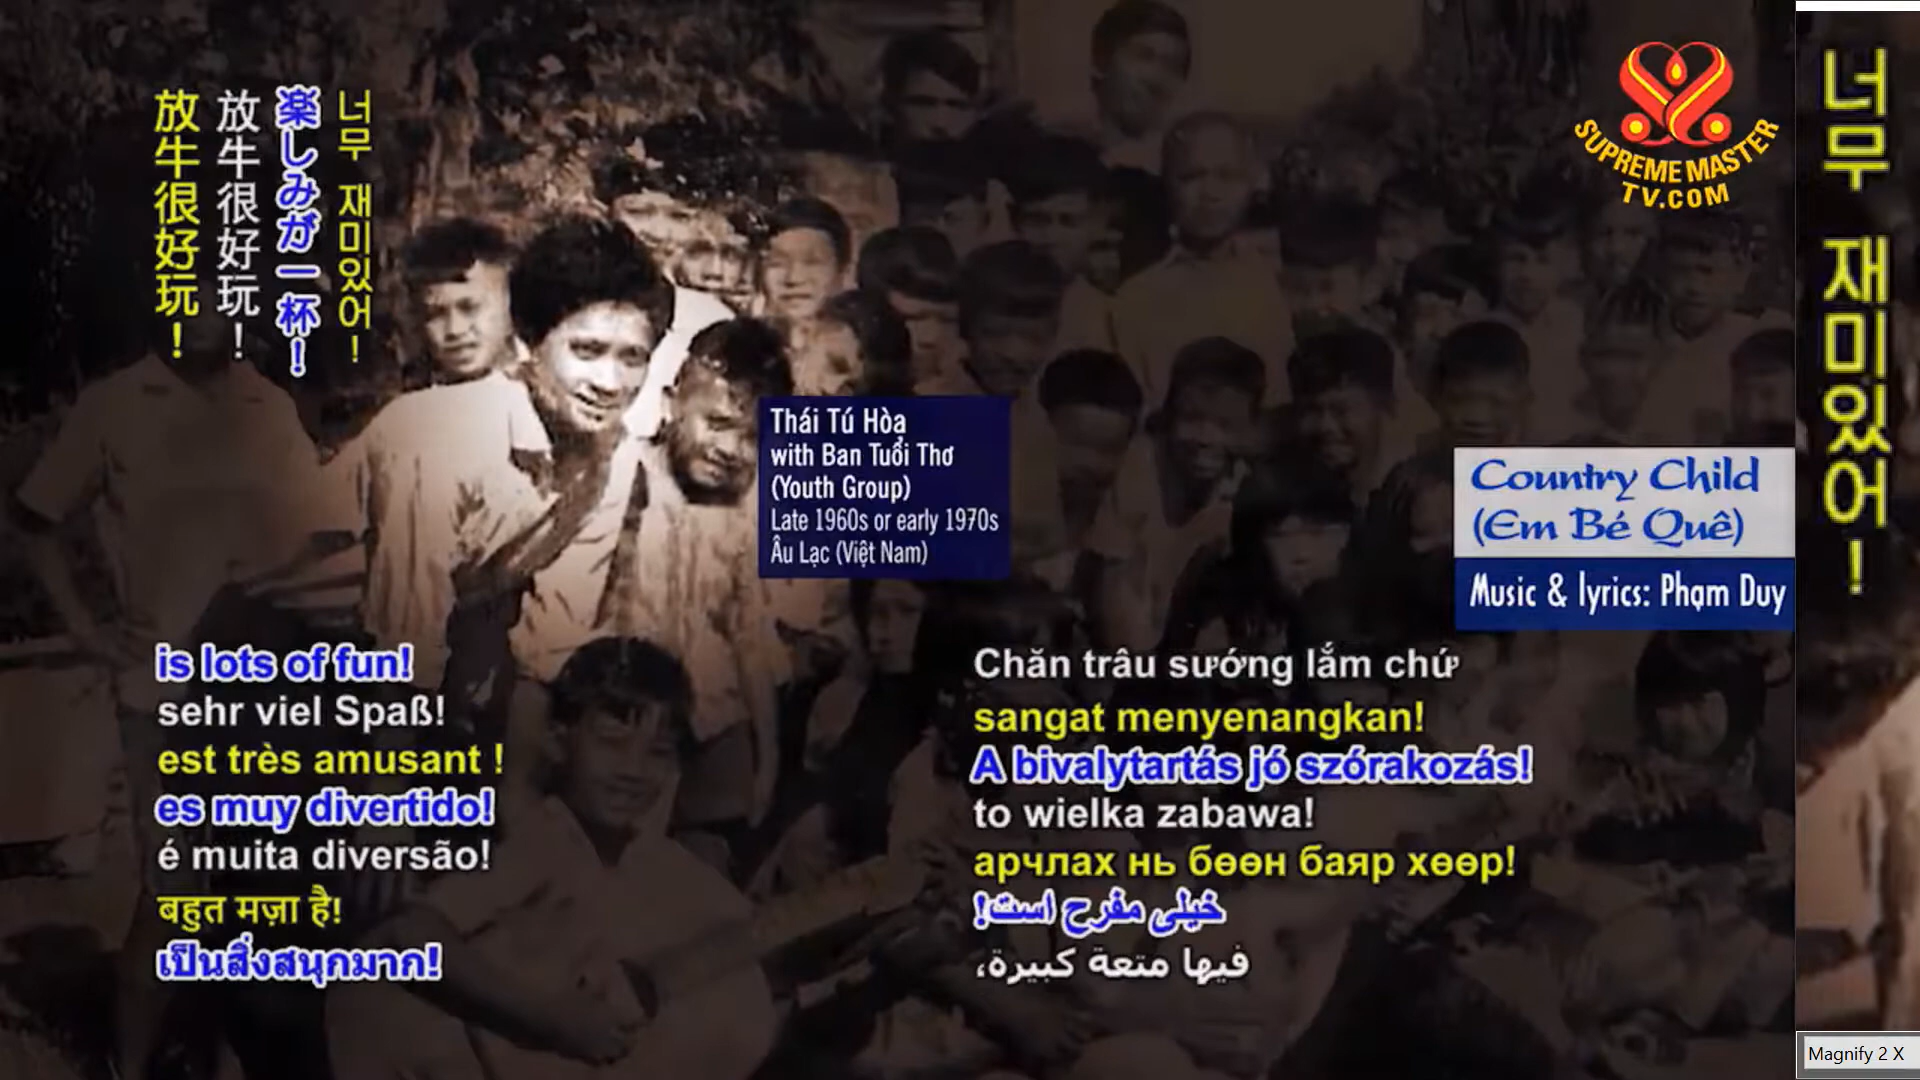 放牛很好玩！
放牛很好玩！
楽しみが一杯！
너무 재미있어！
SUPREME MASTER
TV.COM
너무 재미있어！
Thái Tú Hòa
with Ban Tuổi Thơ
(Youth Group)
Late 1960s or early 1970s
Âu Lạc (Việt Nam)
Country Child
(Em Bé Quê)
Music & lyrics: Phạm Duy
is lots of fun!
sehr viel Spaß!
est très amusant !
es muy divertido!
é muita diversão!
बहुत मज़ा है!
เป็นสิ่งสนุกมาก!
Chăn trâu sướng lắm chứ
sangat menyenangkan!
A bivalytartás jó szórakozás!
to wielka zabawa!
арчлах нь бөөн баяр хөөр!
خیلی مفرح است!
فيها متعة كبيرة،
Magnify 2 X